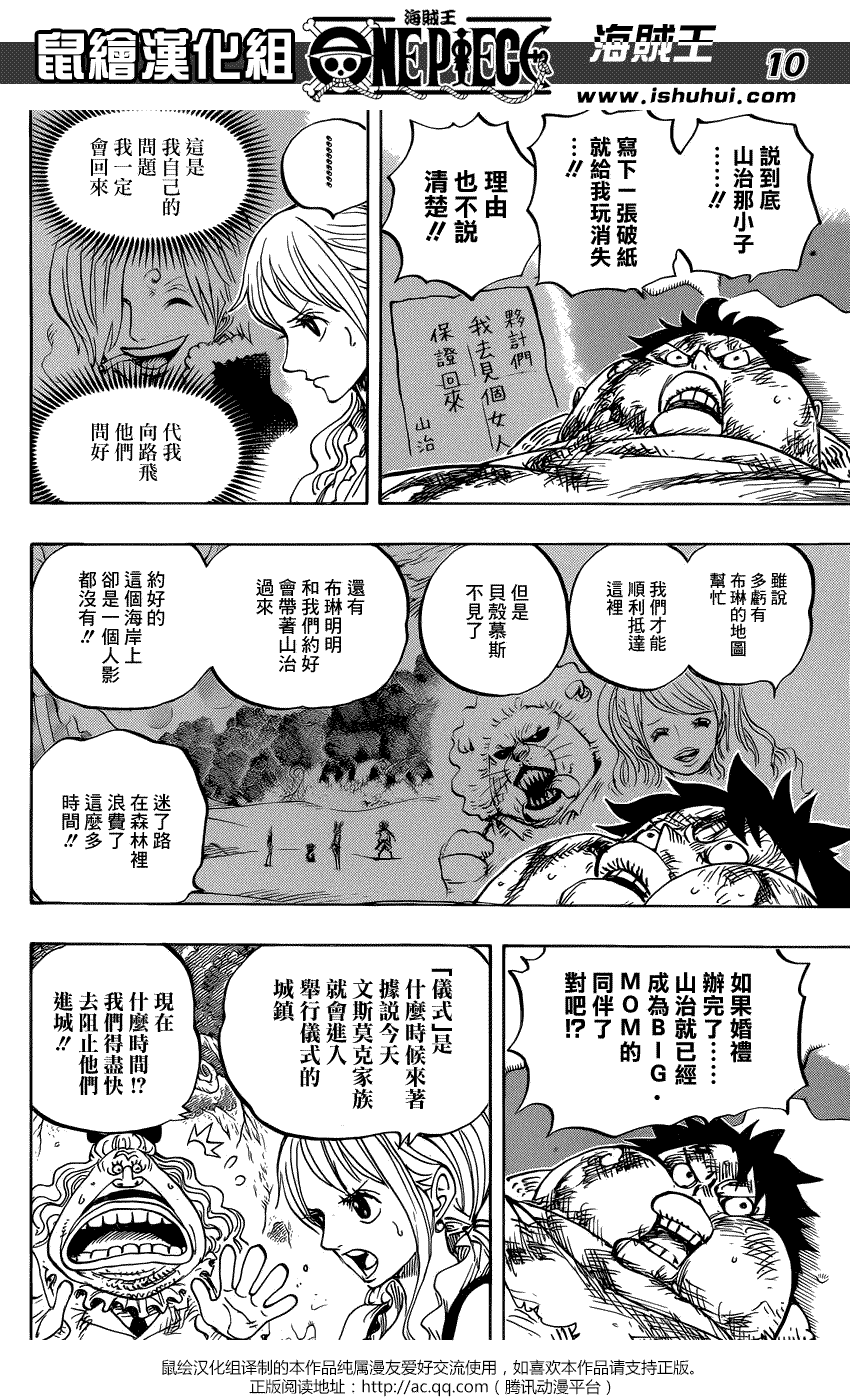 鼠繪漢化組
海賊王
ONE PIECE
海賊王
10
www.ishuhui.com
說到底
山治那小子
……!!
寫下一張破紙
就給我玩消失
…!!
理由
也不說
清楚!!
夥計們
我去見個女人
保證回來
山治
…………
這是
我自己的
問題
我一定
會回來
代我
向路飛
他們
問好
雖說
多虧有
布琳的地圖
幫忙
我們才能
順利抵達
這裡
但是
貝殼慕斯
不見了
還有
布琳明明
和我們約好
會帶著山治
過來
約好的
這個海岸上
卻是一個人影
都沒有!!
迷了路
在森林裡
浪費了
這麼多
時間!!
如果婚禮
辦完了……
山治就已經
成為BIG・
MOM的
同伴了
對吧!?
「儀式」是
什麼時候來著
據說今天
文斯莫克家族
就會進入
舉行儀式的
城鎮
現在
什麼時間!?
我們得盡快
去阻止他們
進城!!
鼠绘汉化组译制的本作品纯属漫友爱好交流使用，如喜欢本作品请支持正版。
正版阅读地址：http://ac.qq.com（腾讯动漫平台）